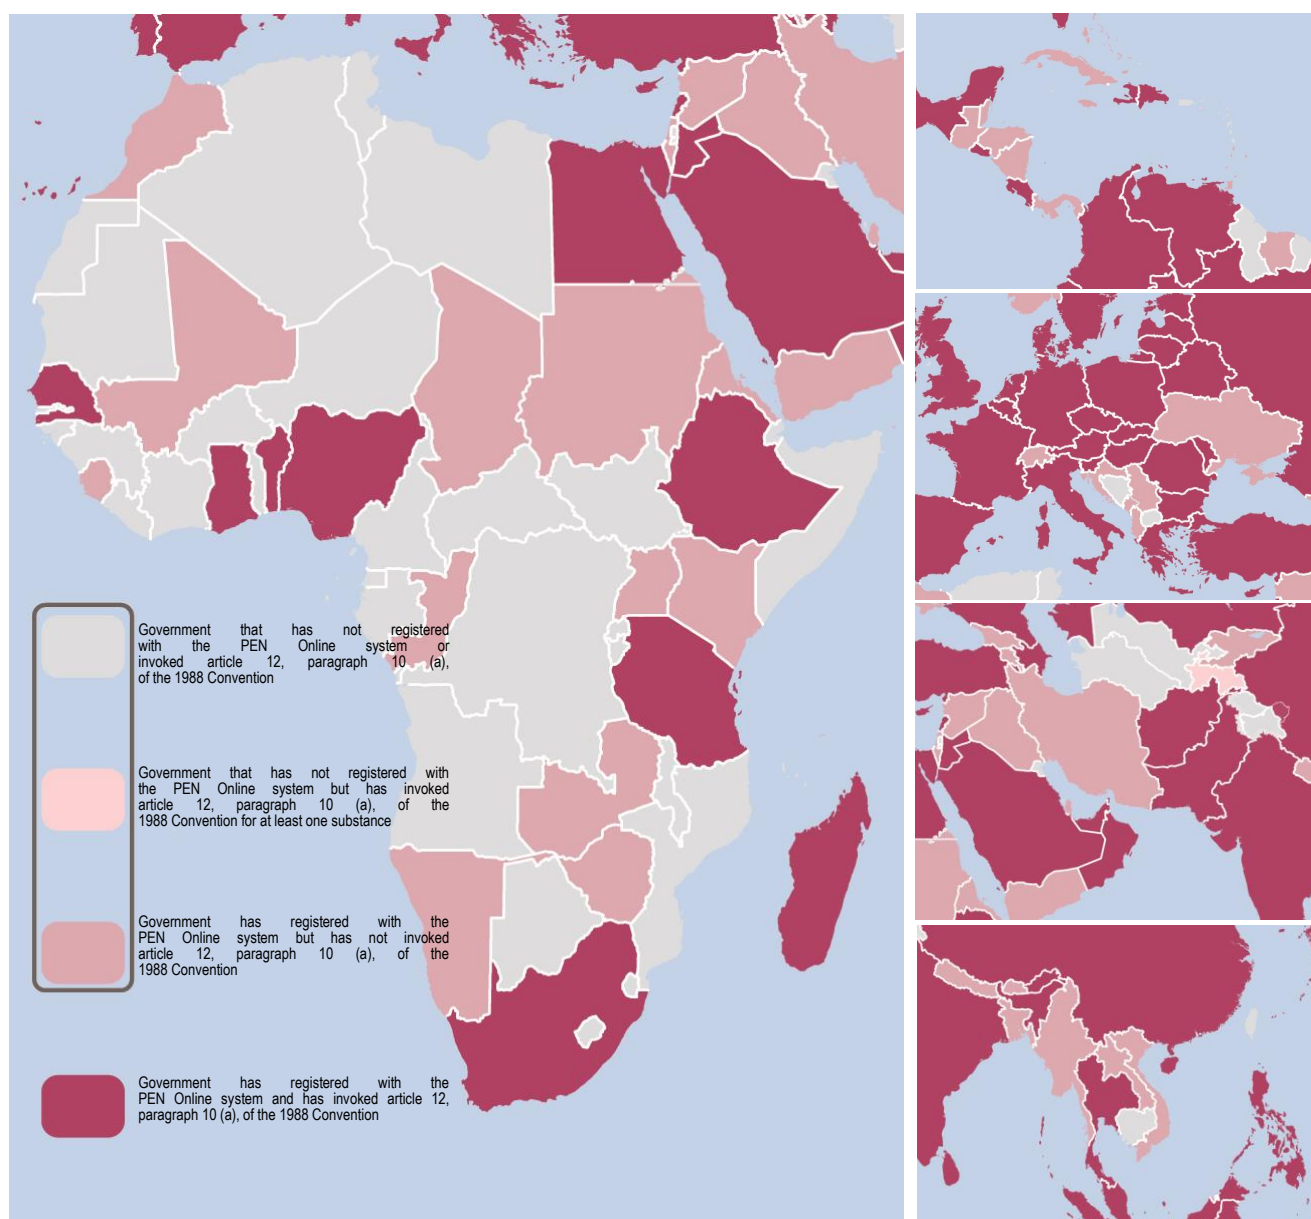 Government that has not registered
with the PEN Online system or
invoked article 12, paragraph 10 (a),
of the 1988 Convention
Government that has not registered with
the PEN Online system but has invoked
article 12, paragraph 10 (a), of the
1988 Convention for at least one substance
Government has registered with the
PEN Online system but has not invoked
article 12, paragraph 10 (a), of the
1988 Convention
Government has registered with the
PEN Online system and has invoked article 12,
paragraph 10 (a), of the 1988 Convention